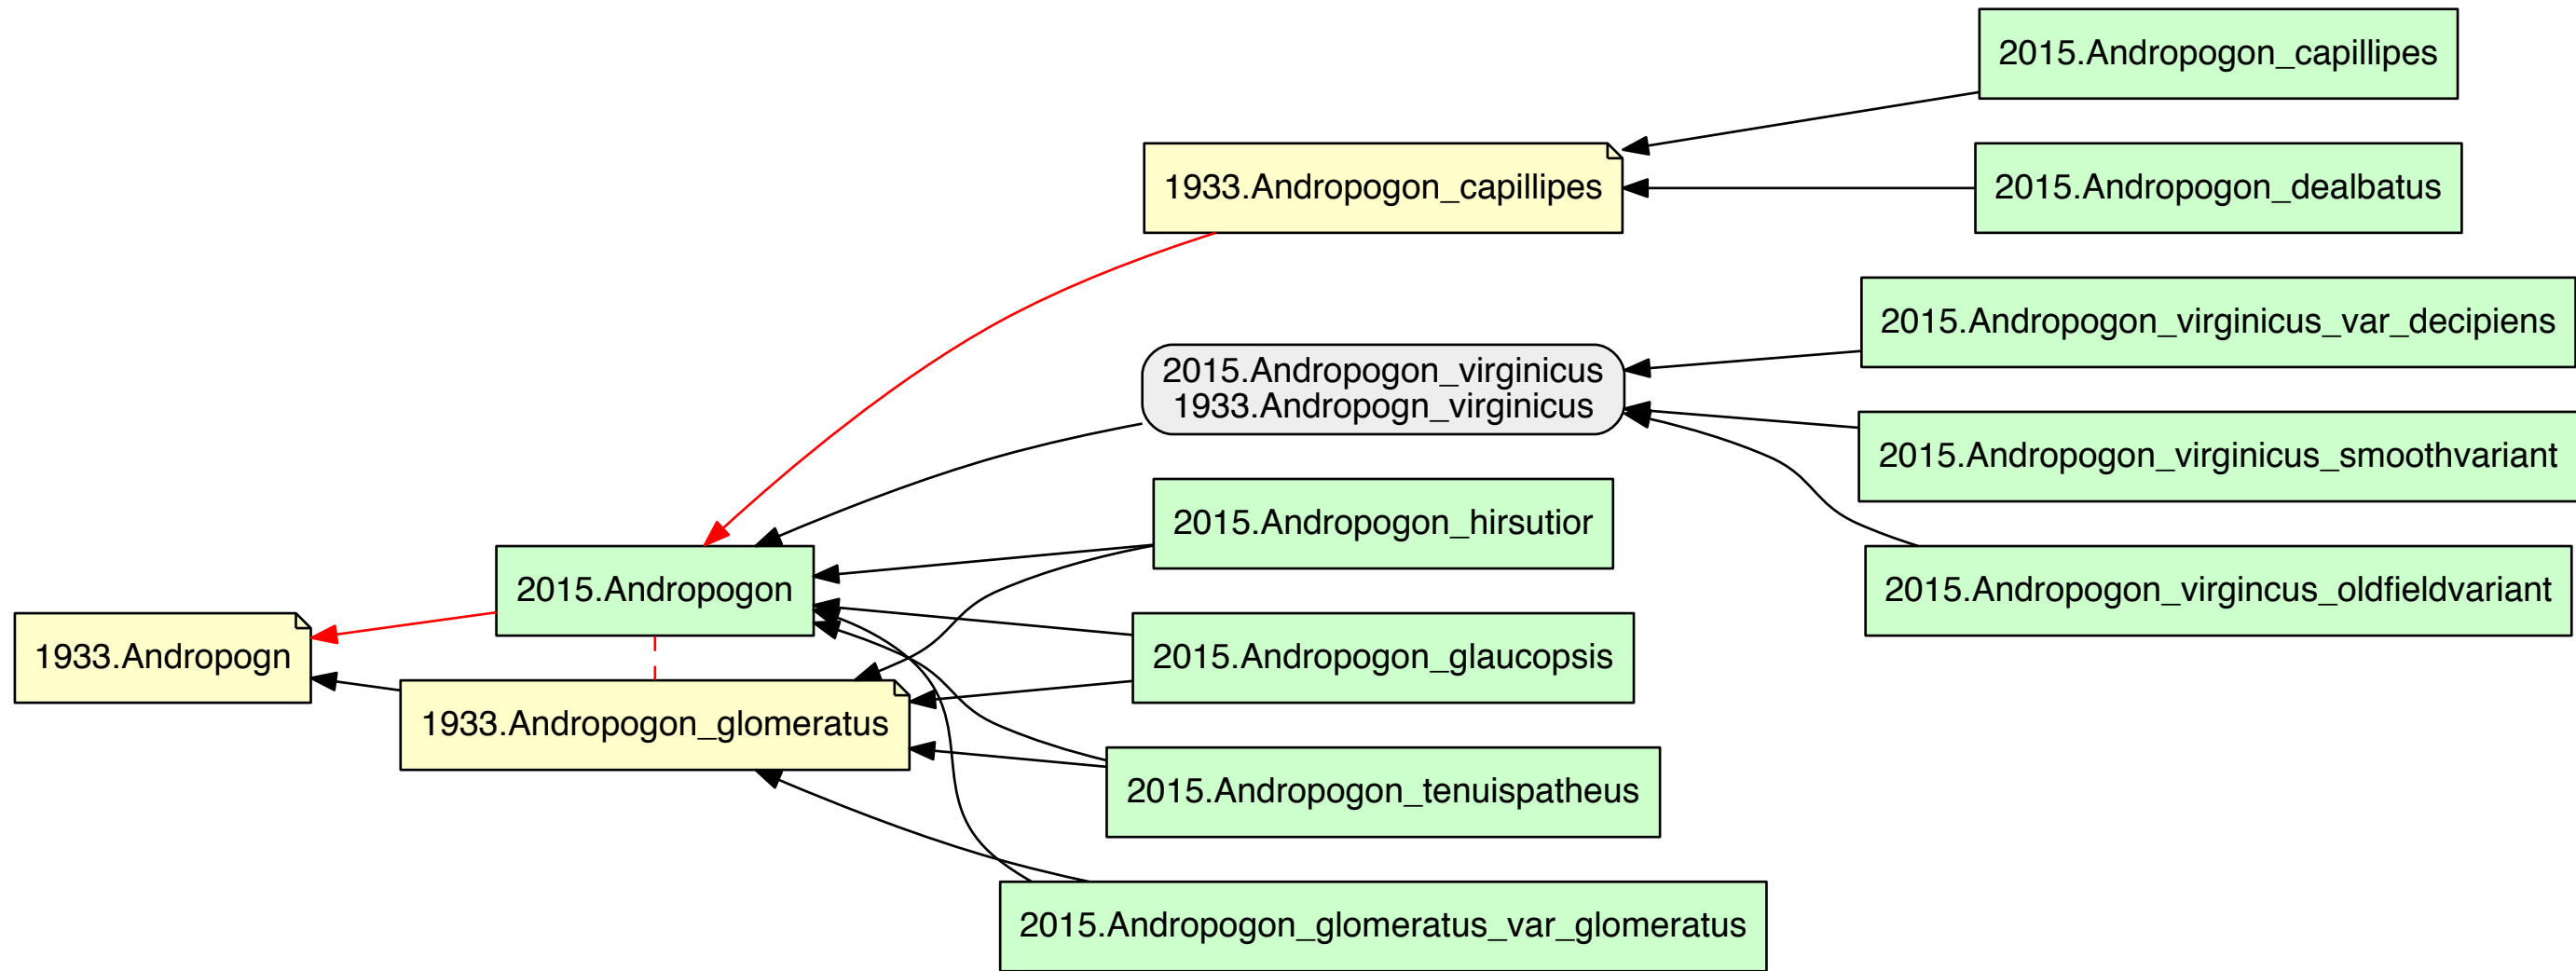 2015.Andropogon_capillipes
1933.Andropogon_capillipes
2015.Andropogon_dealbatus
2015.Andropogon_virginicus_var_decipiens
2015.Andropogon_virginicus
1933.Andropogn_virginicus
2015.Andropogon_virginicus_smoothvariant
2015.Andropogon_hirsutior
2015.Andropogon
2015.Andropogon_virgincus_oldfieldvariant
1933.Andropogn
2015.Andropogon_glaucopsis
1933.Andropogon_glomeratus
2015.Andropogon_tenuispatheus
2015.Andropogon_glomeratus_var_glomeratus